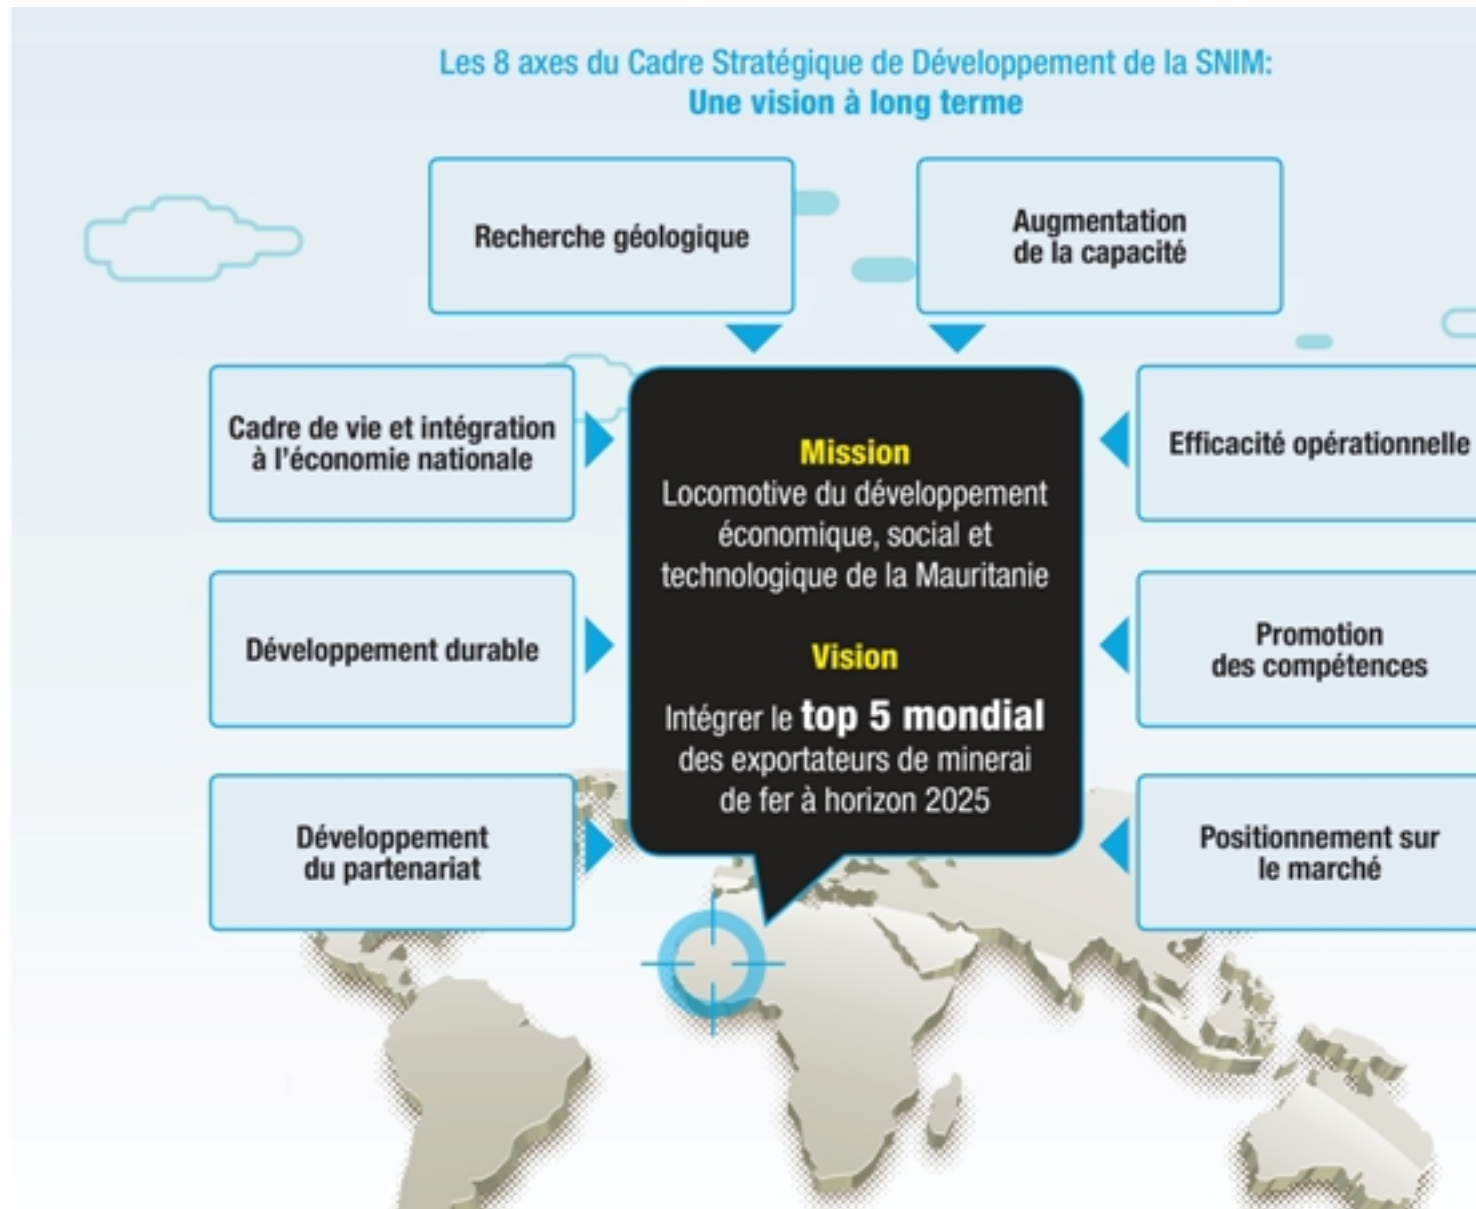 Les 8 axes du Cadre Stratégique de Développement de la SNIM:
Une vision à long terme
Recherche géologique
Augmentation
de la capacité
Cadre de vie et intégration
à l'économie nationale
Mission
Locomotive du développement
économique, social et
technologique de la Mauritanie
Efficacité opérationnelle
Développement durable
Vision
Intégrer le top 5 mondial
des exportateurs de minerai
de fer à horizon 2025
Promotion
des compétences
Développement
du partenariat
Positionnement sur
le marché